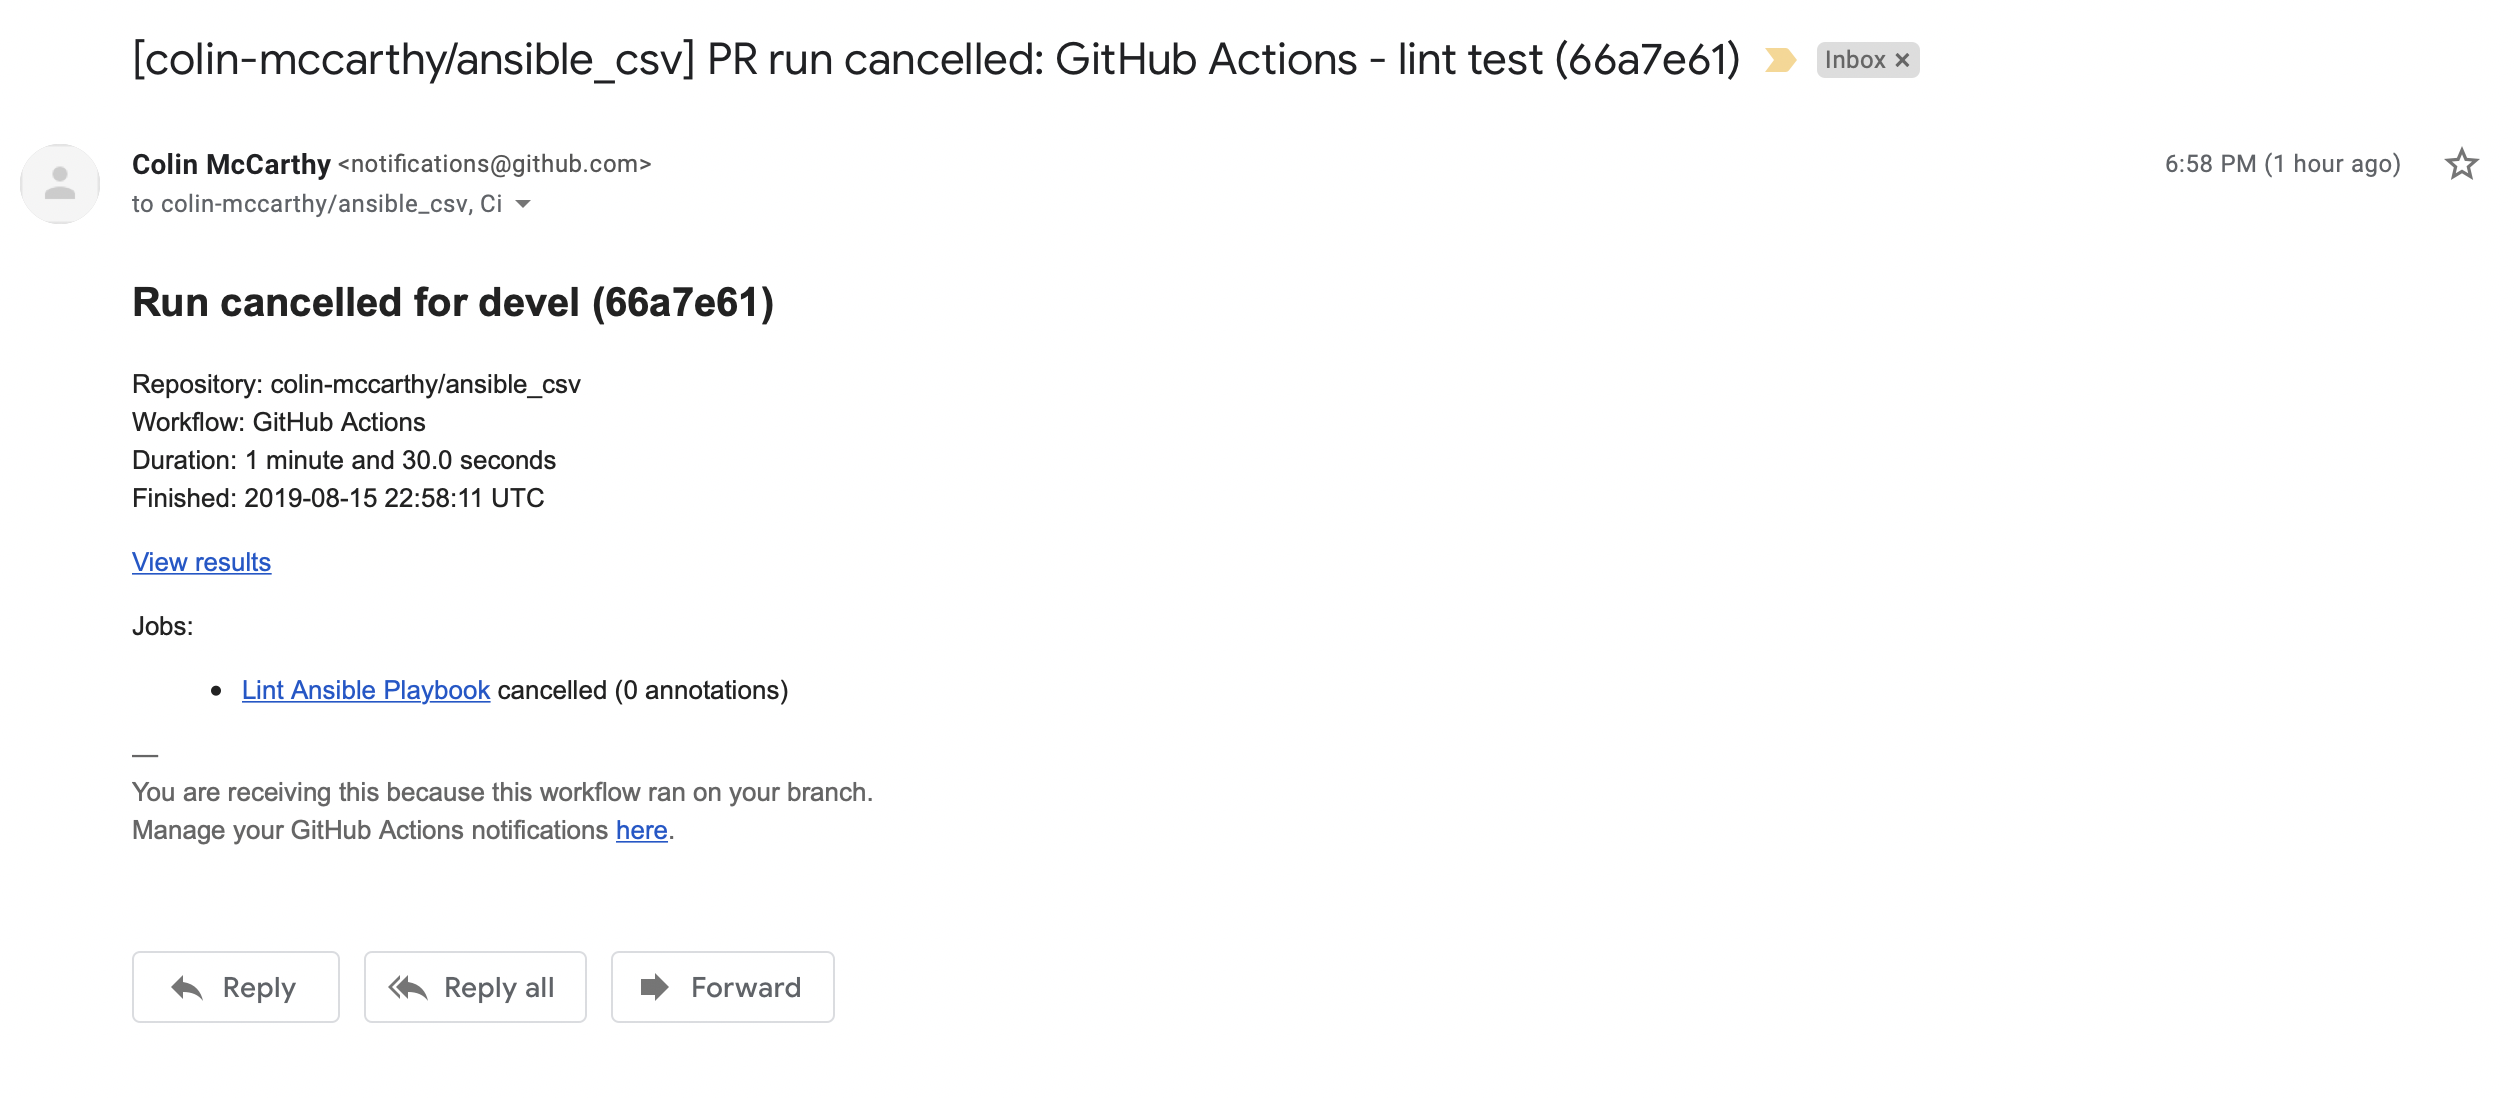 [colin-mccarthy/ansible_csv] PR run cancelled: GitHub Actions - lint test (66a7e61) Inbox ×
Colin McCarthy <notifications@github.com> 6:58 PM (1 hour ago)
to colin-mccarthy/ansible_csv, Ci
Run cancelled for devel (66a7e61)
Repository: colin-mccarthy/ansible_csv
Workflow: GitHub Actions
Duration: 1 minute and 30.0 seconds
Finished: 2019-08-15 22:58:11 UTC
View results
Jobs:
• Lint Ansible Playbook cancelled (0 annotations)
—
You are receiving this because this workflow ran on your branch.
Manage your GitHub Actions notifications here.
Reply Reply all Forward